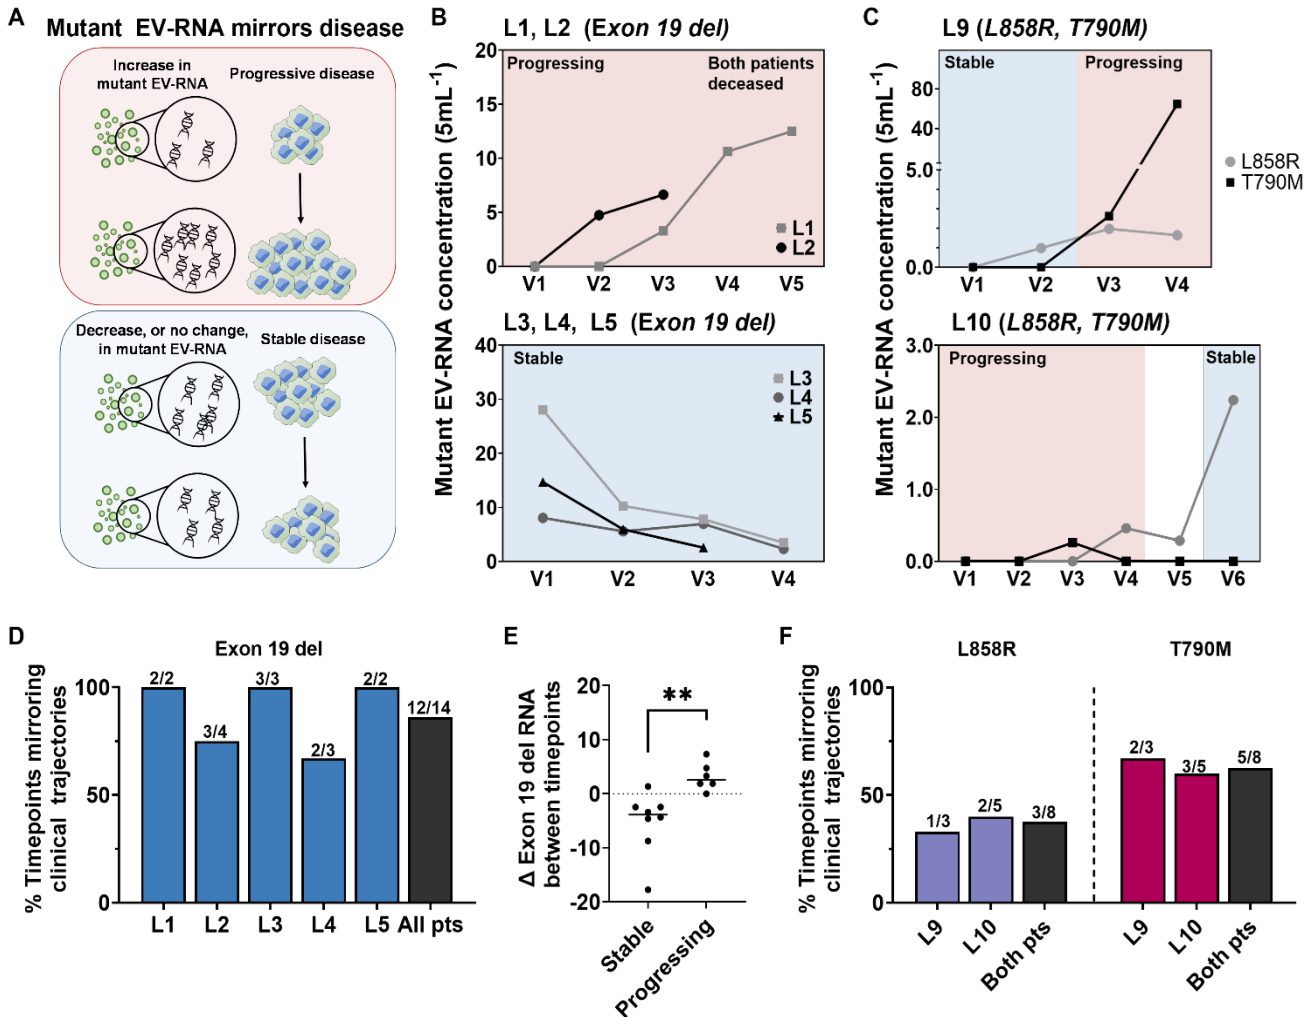 A
Mutant EV-RNA mirrors disease
Increase in
mutant EV-RNA
Progressive disease
Decrease, or no change,
in mutant EV-RNA
Stable disease
B
L1, L2 (Exon 19 del)
Mutant EV-RNA concentration (5mL-1)
20
15
10
5
0
Progressing
Both patients
deceased
L1
L2
V1 V2 V3 V4 V5
L3, L4, L5 (Exon 19 del)
40
30
20
10
0
Stable
L3
L4
L5
V1 V2 V3 V4
C
L9 (L858R, T790M)
Mutant EV-RNA concentration (5mL-1)
80
40
5.0
0.0
Stable
Progressing
L858R
T790M
V1 V2 V3 V4
L10 (L858R, T790M)
3.0
2.0
1.0
0.0
Progressing
Stable
V1 V2 V3 V4 V5 V6
D
Exon 19 del
% Timepoints mirroring
clinical trajectories
100
50
0
2/2
3/4
3/3
2/3
2/2
12/14
L1 L2 L3 L4 L5 All pts
E
Δ Exon 19 del RNA
between timepoints
20
10
0
-10
-20
**
Stable
Progressing
F
L858R
T790M
% Timepoints mirroring
clinical trajectories
100
50
0
1/3
2/5
3/8
2/3
3/5
5/8
L9
L10
Both pts
L9
L10
Both pts